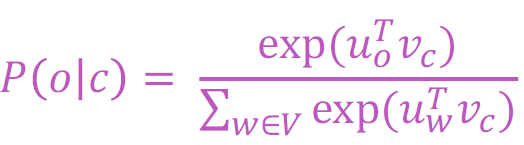 P(o|c) = exp(u_o^T v_c) / ∑_{w∈V} exp(u_w^T v_c)